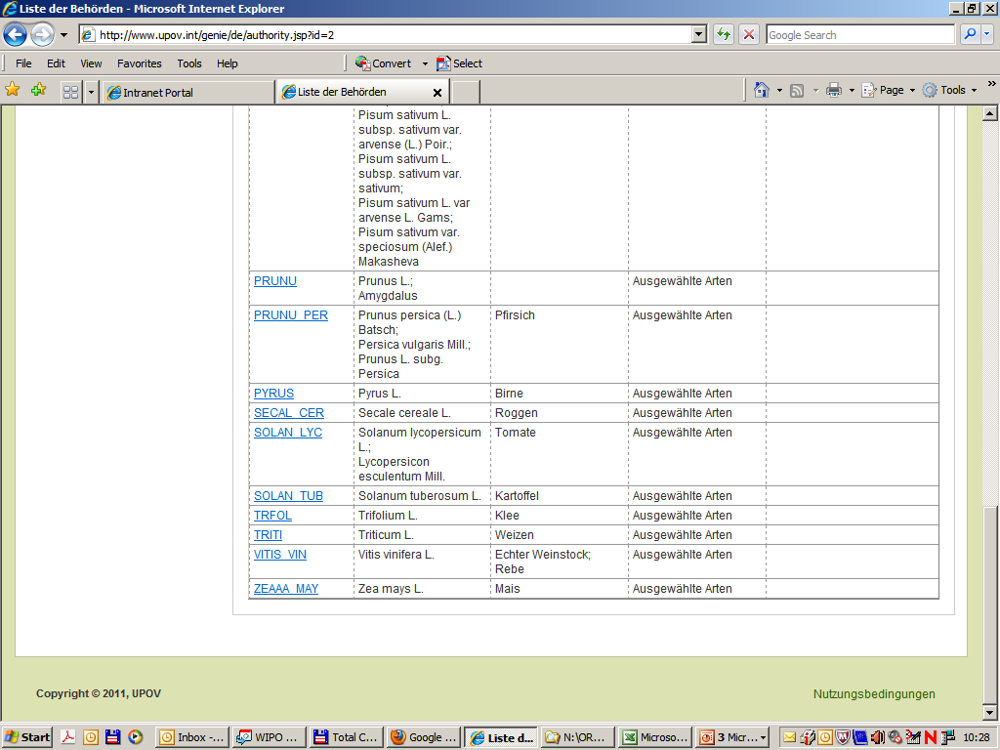 Liste der Behörden - Microsoft Internet Explorer
http://www.upov.int/genie/de/authority.jsp?id=2
Google Search
File Edit View Favorites Tools Help
Convert Select
Intranet Portal
Liste der Behörden
Page Tools
Pisum sativum L.
subsp. sativum var.
arvense (L.) Poir.;
Pisum sativum L.
subsp. sativum var.
sativum;
Pisum sativum L. var
arvense L. Gams;
Pisum sativum var.
speciosum (Alef.)
Makasheva
PRUNU Prunus L.; Ausgewählte Arten
Amygdalus
PRUNU_PER Prunus persica (L.) Pfirsich Ausgewählte Arten
Batsch;
Persica vulgaris Mill.;
Prunus L. subg.
Persica
PYRUS Pyrus L. Birne Ausgewählte Arten
SECAL_CER Secale cereale L. Roggen Ausgewählte Arten
SOLAN_LYC Solanum lycopersicum Tomate Ausgewählte Arten
L.;
Lycopersicon
esculentum Mill.
SOLAN_TUB Solanum tuberosum L. Kartoffel Ausgewählte Arten
TRFOL Trifolium L. Klee Ausgewählte Arten
TRITI Triticum L. Weizen Ausgewählte Arten
VITIS_VIN Vitis vinifera L. Echter Weinstock; Ausgewählte Arten
Rebe
ZEAAA_MAY Zea mays L. Mais Ausgewählte Arten
Copyright © 2011, UPOV
Nutzungsbedingungen
Start Inbox -... WIPO ... Total C... Google ... Liste d... N:\OR... Microso... 3 Micr... 10:28